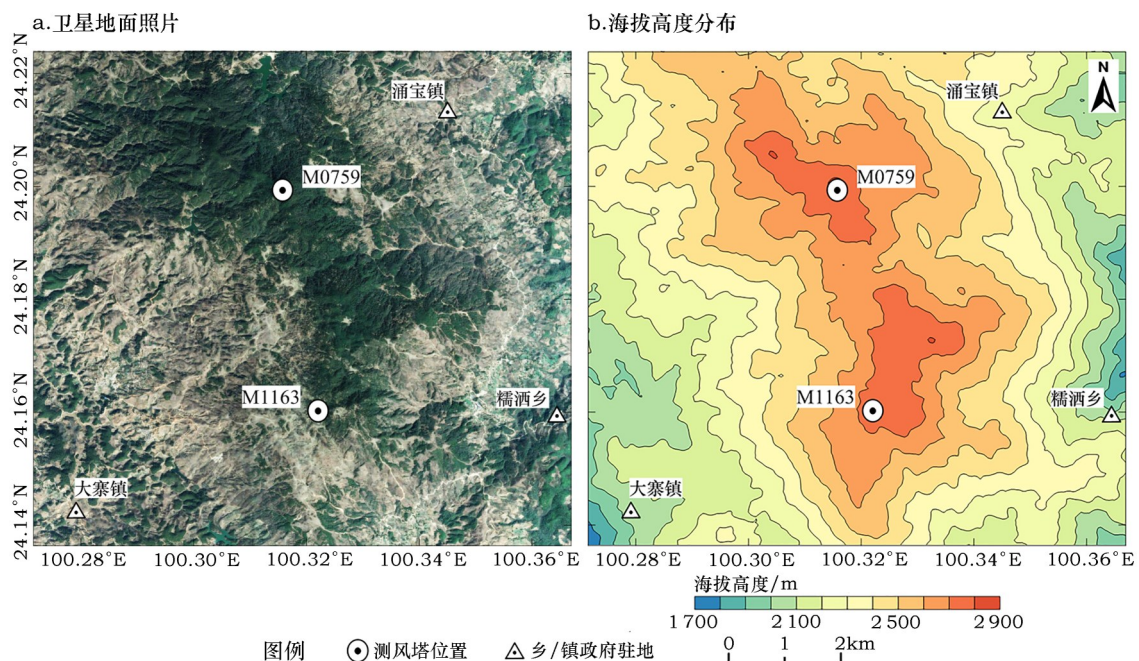 a.卫星地面照片
b.海拔高度分布
24.22°N
24.20°N
24.18°N
24.16°N
24.14°N
涌宝镇
M0759
M1163
糯洒乡
大寨镇
100.28°E
100.30°E
100.32°E
100.34°E
100.36°E
N
涌宝镇
M0759
M1163
糯洒乡
大寨镇
100.28°E
100.30°E
100.32°E
100.34°E
100.36°E
海拔高度/m
1700
2100
2500
2900
0 1 2km
图例 测风塔位置 乡/镇政府驻地